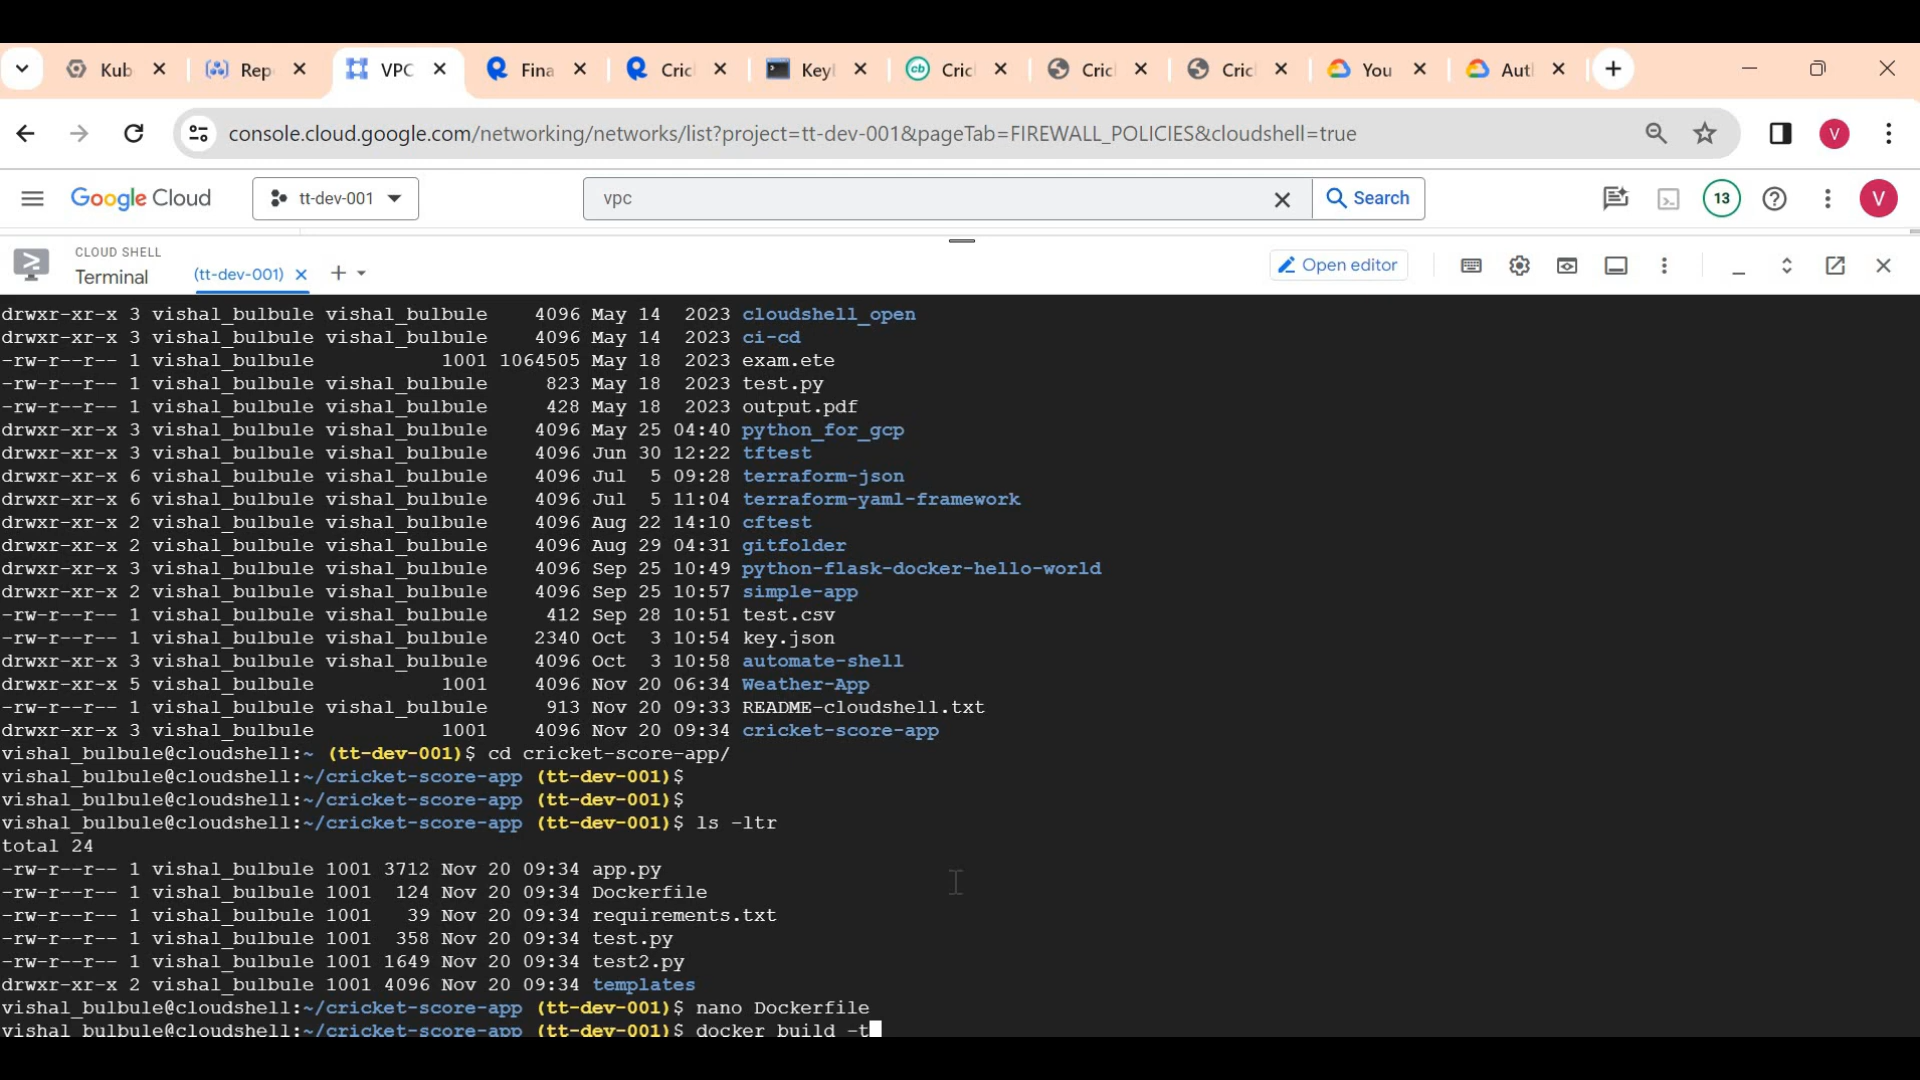 Kub
Rep
VPC
Fina
Cric
Keyl
Cric
Cric
Cric
You
Aut
console.cloud.google.com/networking/networks/list?project=tt-dev-001&pageTab=FIREWALL_POLICIES&cloudshell=true
V
Google Cloud
tt-dev-001
vpc
Search
13
V
CLOUD SHELL
Terminal
(tt-dev-001)
Open editor
drwxr-xr-x 3 vishal_bulbule vishal_bulbule 4096 May 14 2023 cloudshell_open
drwxr-xr-x 3 vishal_bulbule vishal_bulbule 4096 May 14 2023 ci-cd
-rw-r--r-- 1 vishal_bulbule 1001 1064505 May 18 2023 exam.ete
-rw-r--r-- 1 vishal_bulbule vishal_bulbule 823 May 18 2023 test.py
-rw-r--r-- 1 vishal_bulbule vishal_bulbule 428 May 18 2023 output.pdf
drwxr-xr-x 3 vishal_bulbule vishal_bulbule 4096 May 25 04:40 python_for_gcp
drwxr-xr-x 3 vishal_bulbule vishal_bulbule 4096 Jun 30 12:22 tftest
drwxr-xr-x 6 vishal_bulbule vishal_bulbule 4096 Jul 5 09:28 terraform-json
drwxr-xr-x 6 vishal_bulbule vishal_bulbule 4096 Jul 5 11:04 terraform-yaml-framework
drwxr-xr-x 2 vishal_bulbule vishal_bulbule 4096 Aug 22 14:10 cftest
drwxr-xr-x 2 vishal_bulbule vishal_bulbule 4096 Aug 29 04:31 gitfolder
drwxr-xr-x 3 vishal_bulbule vishal_bulbule 4096 Sep 25 10:49 python-flask-docker-hello-world
drwxr-xr-x 2 vishal_bulbule vishal_bulbule 4096 Sep 25 10:57 simple-app
-rw-r--r-- 1 vishal_bulbule vishal_bulbule 412 Sep 28 10:51 test.csv
-rw-r--r-- 1 vishal_bulbule vishal_bulbule 2340 Oct 3 10:54 key.json
drwxr-xr-x 3 vishal_bulbule vishal_bulbule 4096 Oct 3 10:58 automate-shell
drwxr-xr-x 5 vishal_bulbule 1001 4096 Nov 20 06:34 Weather-App
-rw-r--r-- 1 vishal_bulbule vishal_bulbule 913 Nov 20 09:33 README-cloudshell.txt
drwxr-xr-x 3 vishal_bulbule 1001 4096 Nov 20 09:34 cricket-score-app
vishal_bulbule@cloudshell:~ (tt-dev-001)$ cd cricket-score-app/
vishal_bulbule@cloudshell:~/cricket-score-app (tt-dev-001)$
vishal_bulbule@cloudshell:~/cricket-score-app (tt-dev-001)$
vishal_bulbule@cloudshell:~/cricket-score-app (tt-dev-001)$ ls -ltr
total 24
-rw-r--r-- 1 vishal_bulbule 1001 3712 Nov 20 09:34 app.py
-rw-r--r-- 1 vishal_bulbule 1001 124 Nov 20 09:34 Dockerfile
-rw-r--r-- 1 vishal_bulbule 1001 39 Nov 20 09:34 requirements.txt
-rw-r--r-- 1 vishal_bulbule 1001 358 Nov 20 09:34 test.py
-rw-r--r-- 1 vishal_bulbule 1001 1649 Nov 20 09:34 test2.py
drwxr-xr-x 2 vishal_bulbule 1001 4096 Nov 20 09:34 templates
vishal_bulbule@cloudshell:~/cricket-score-app (tt-dev-001)$ nano Dockerfile
vishal_bulbule@cloudshell:~/cricket-score-app (tt-dev-001)$ docker build -t